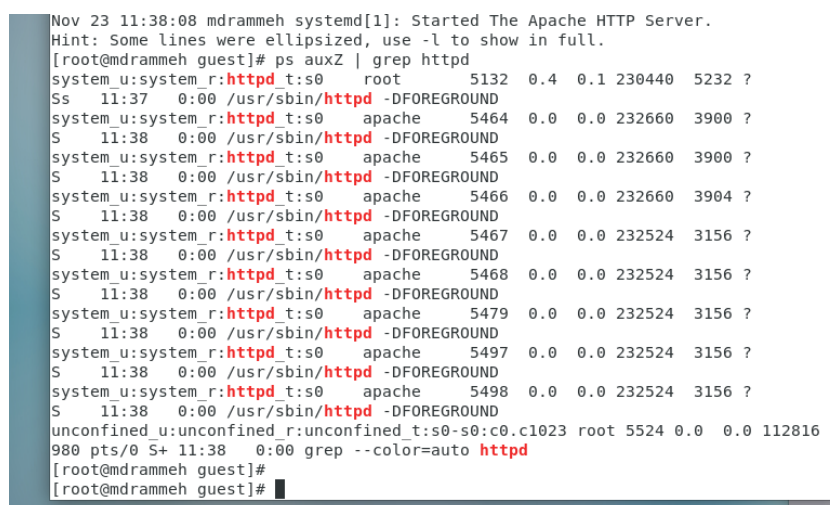 Nov 23 11:38:08 mdrammeh systemd[1]: Started The Apache HTTP Server.
Hint: Some lines were ellipsized, use -l to show in full.
[root@mdrammeh guest]# ps auxZ | grep httpd
system_u:system_r:httpd_t:s0    root       5132  0.4  0.1 230440  5232 ?
Ss   11:37   0:00 /usr/sbin/httpd -DFOREGROUND
system_u:system_r:httpd_t:s0    apache     5464  0.0  0.0 232660  3900 ?
S    11:38   0:00 /usr/sbin/httpd -DFOREGROUND
system_u:system_r:httpd_t:s0    apache     5465  0.0  0.0 232660  3900 ?
S    11:38   0:00 /usr/sbin/httpd -DFOREGROUND
system_u:system_r:httpd_t:s0    apache     5466  0.0  0.0 232660  3904 ?
S    11:38   0:00 /usr/sbin/httpd -DFOREGROUND
system_u:system_r:httpd_t:s0    apache     5467  0.0  0.0 232524  3156 ?
S    11:38   0:00 /usr/sbin/httpd -DFOREGROUND
system_u:system_r:httpd_t:s0    apache     5468  0.0  0.0 232524  3156 ?
S    11:38   0:00 /usr/sbin/httpd -DFOREGROUND
system_u:system_r:httpd_t:s0    apache     5479  0.0  0.0 232524  3156 ?
S    11:38   0:00 /usr/sbin/httpd -DFOREGROUND
system_u:system_r:httpd_t:s0    apache     5497  0.0  0.0 232524  3156 ?
S    11:38   0:00 /usr/sbin/httpd -DFOREGROUND
system_u:system_r:httpd_t:s0    apache     5498  0.0  0.0 232524  3156 ?
S    11:38   0:00 /usr/sbin/httpd -DFOREGROUND
unconfined_u:unconfined_r:unconfined_t:s0-s0:c0.c1023 root 5524 0.0  0.0 112816
980 pts/0 S+ 11:38   0:00 grep --color=auto httpd
[root@mdrammeh guest]#
[root@mdrammeh guest]#